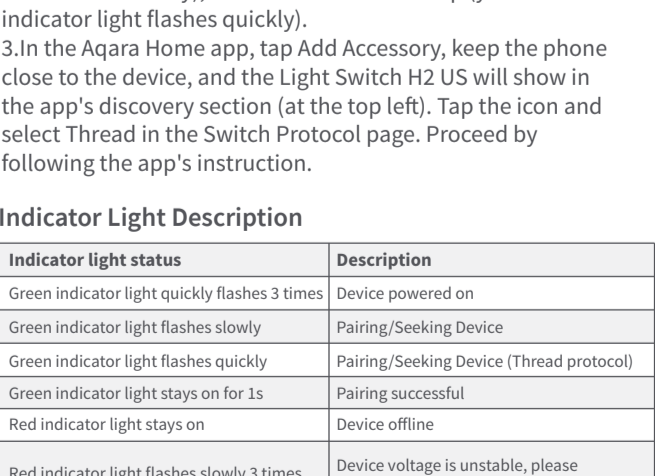 indicator light flashes quickly).
3.In the Aqara Home app, tap Add Accessory, keep the phone
close to the device, and the Light Switch H2 US will show in
the app's discovery section (at the top left). Tap the icon and
select Thread in the Switch Protocol page. Proceed by
following the app's instruction.
Indicator Light Description
Indicator light status Description
Green indicator light quickly flashes 3 times Device powered on
Green indicator light flashes slowly Pairing/Seeking Device
Green indicator light flashes quickly Pairing/Seeking Device (Thread protocol)
Green indicator light stays on for 1s Pairing successful
Red indicator light stays on Device offline
Red indicator light flashes slowly 3 times Device voltage is unstable, please